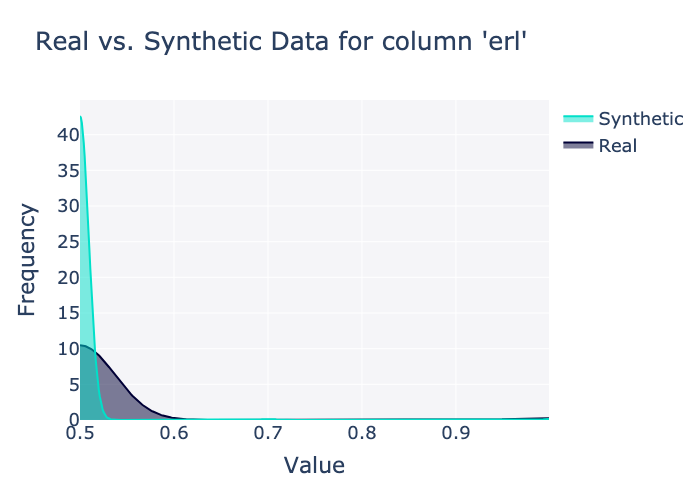 Real vs. Synthetic Data for column 'erl'
Synthetic
Real
Frequency
40
35
30
25
20
15
10
5
0
0.5
0.6
0.7
0.8
0.9
Value